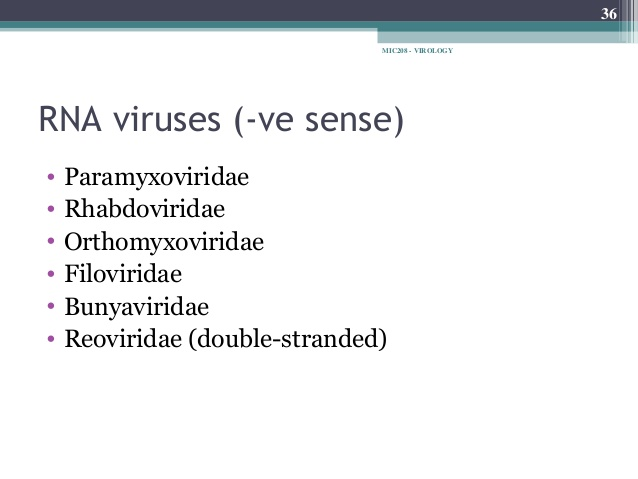 36
MIC208 - VIROLOGY
RNA viruses (-ve sense)
• Paramyxoviridae
• Rhabdoviridae
• Orthomyxoviridae
• Filoviridae
• Bunyaviridae
• Reoviridae (double-stranded)